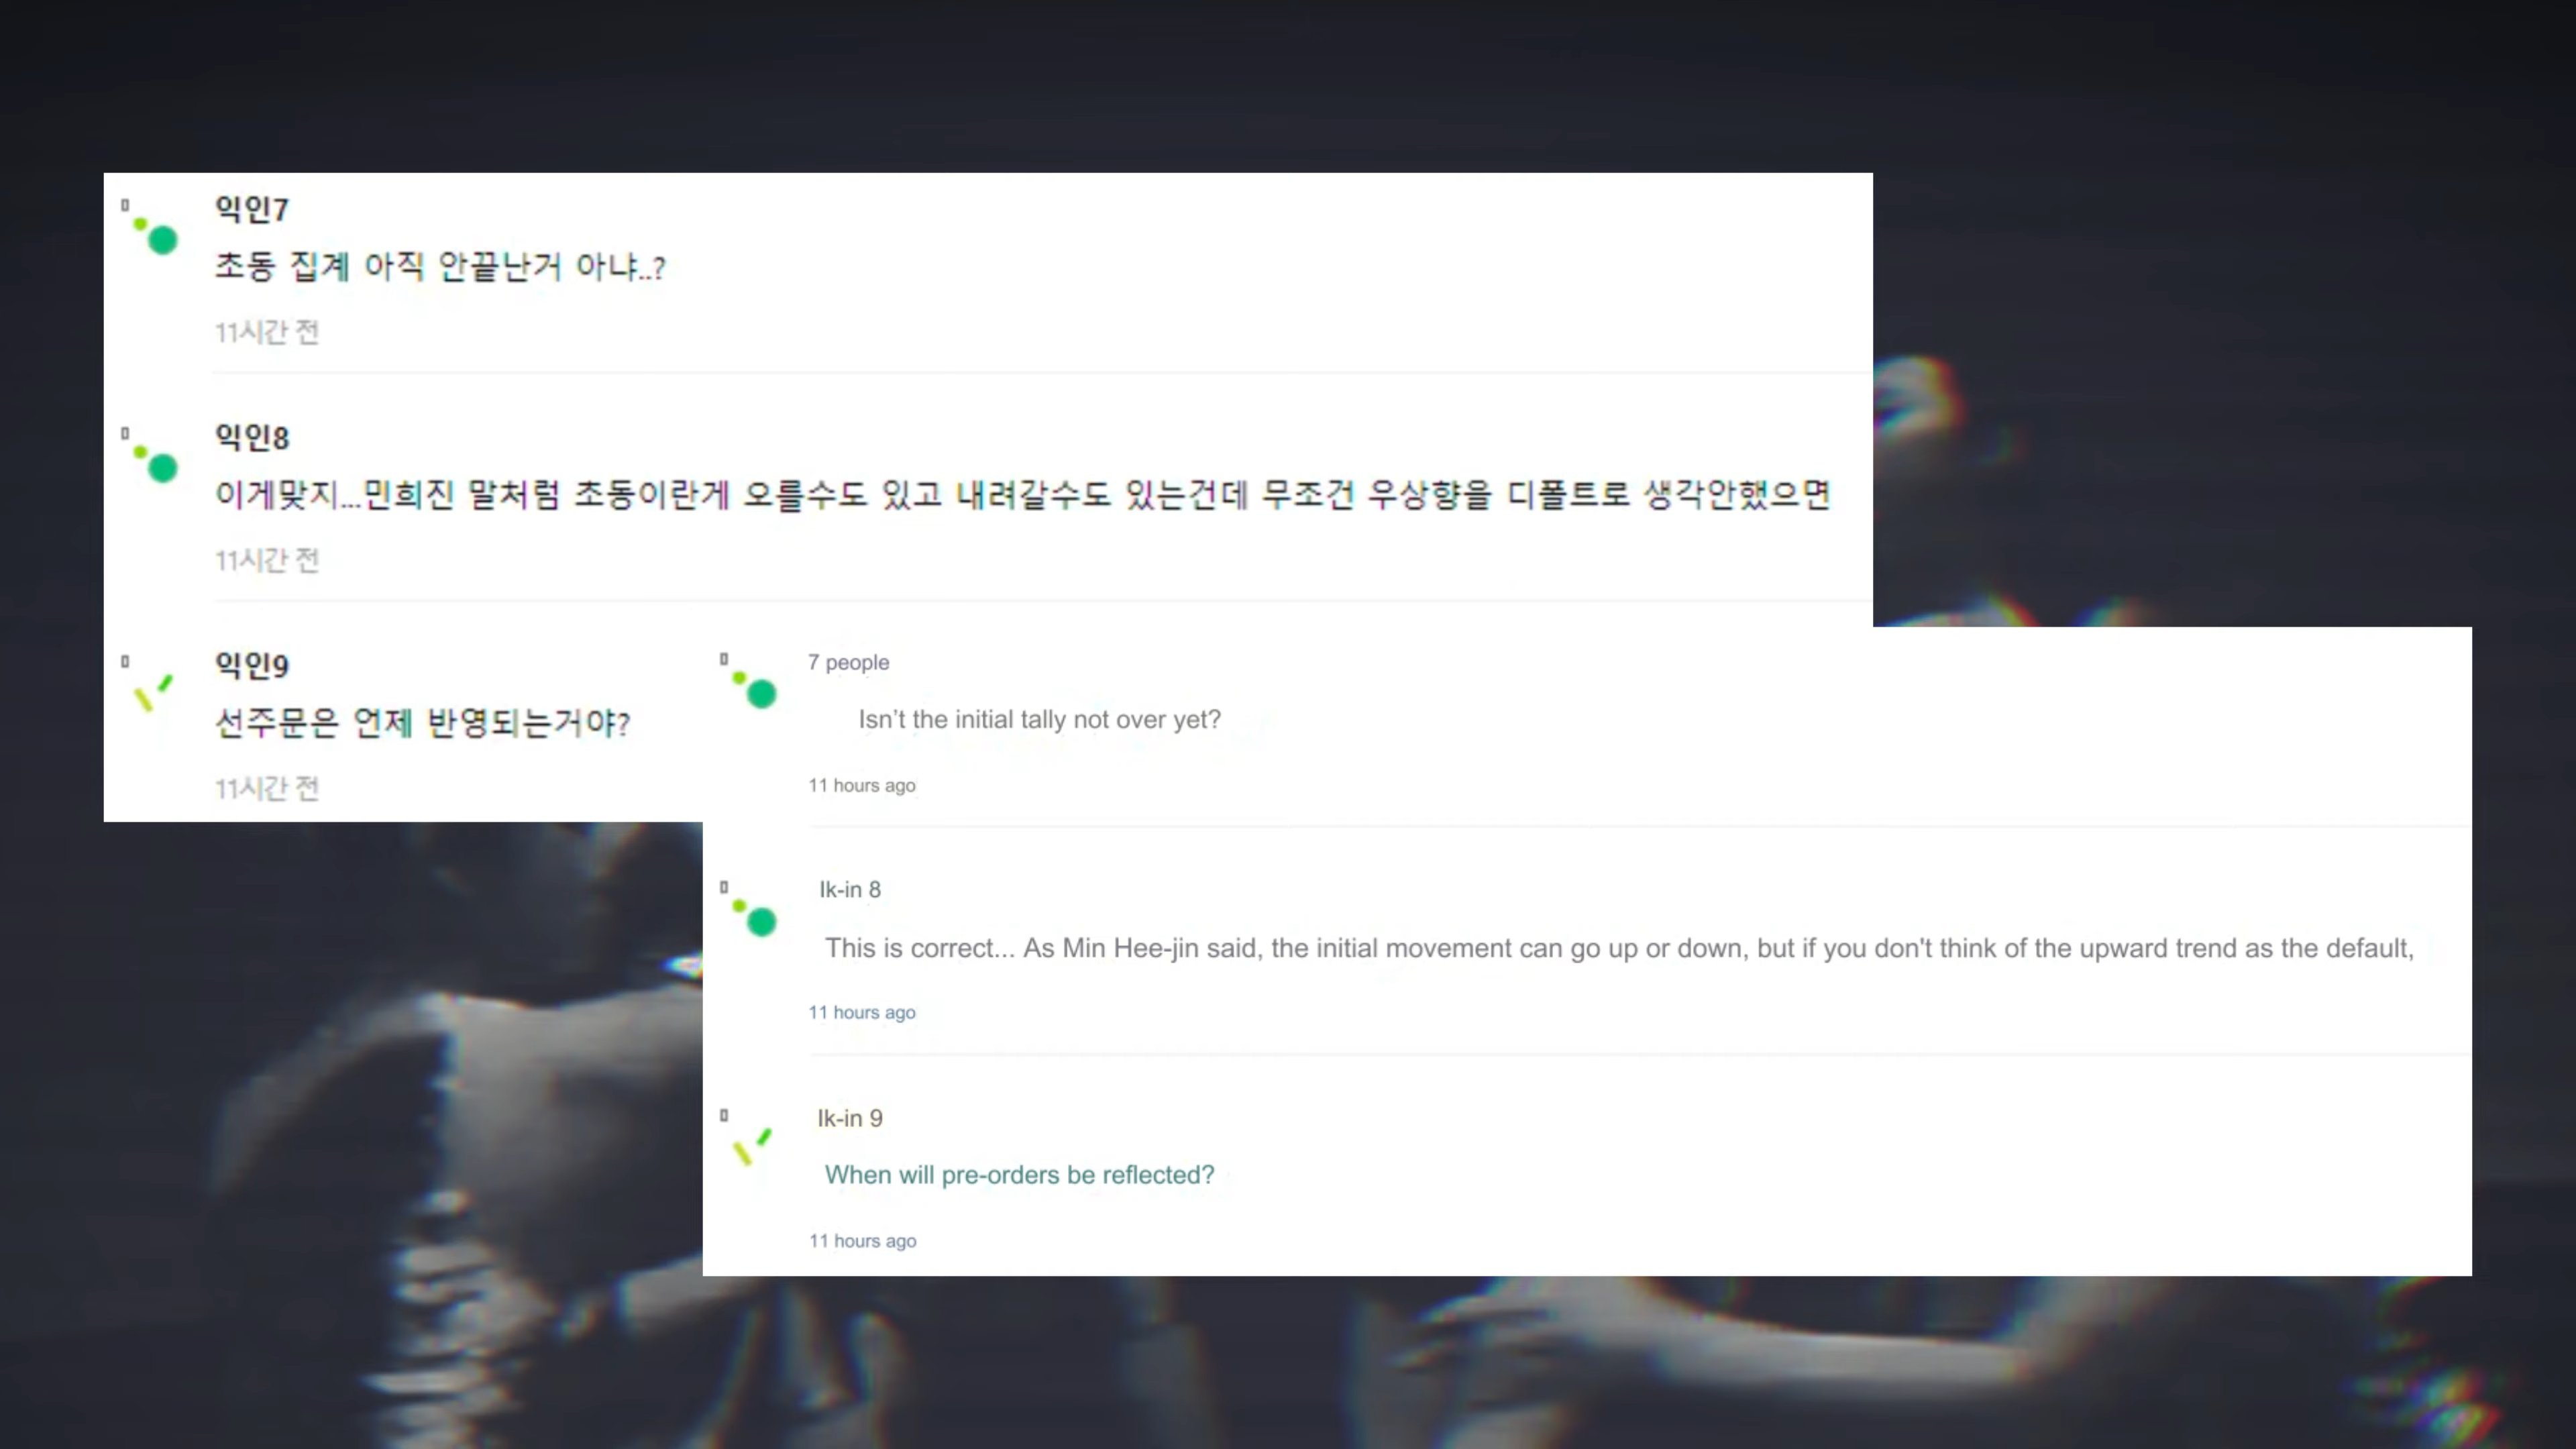 익인7
초동 집계 아직 안끝난거 아냐..?
11시간 전
익인8
이게맞지...민희진 말처럼 초동이란게 오를수도 있고 내려갈수도 있는건데 무조건 우상향을 디폴트로 생각안했으면
11시간 전
익인9
선주문은 언제 반영되는거야?
11시간 전
7 people
Isn’t the initial tally not over yet?
11 hours ago
Ik-in 8
This is correct... As Min Hee-jin said, the initial movement can go up or down, but if you don't think of the upward trend as the default,
11 hours ago
Ik-in 9
When will pre-orders be reflected?
11 hours ago